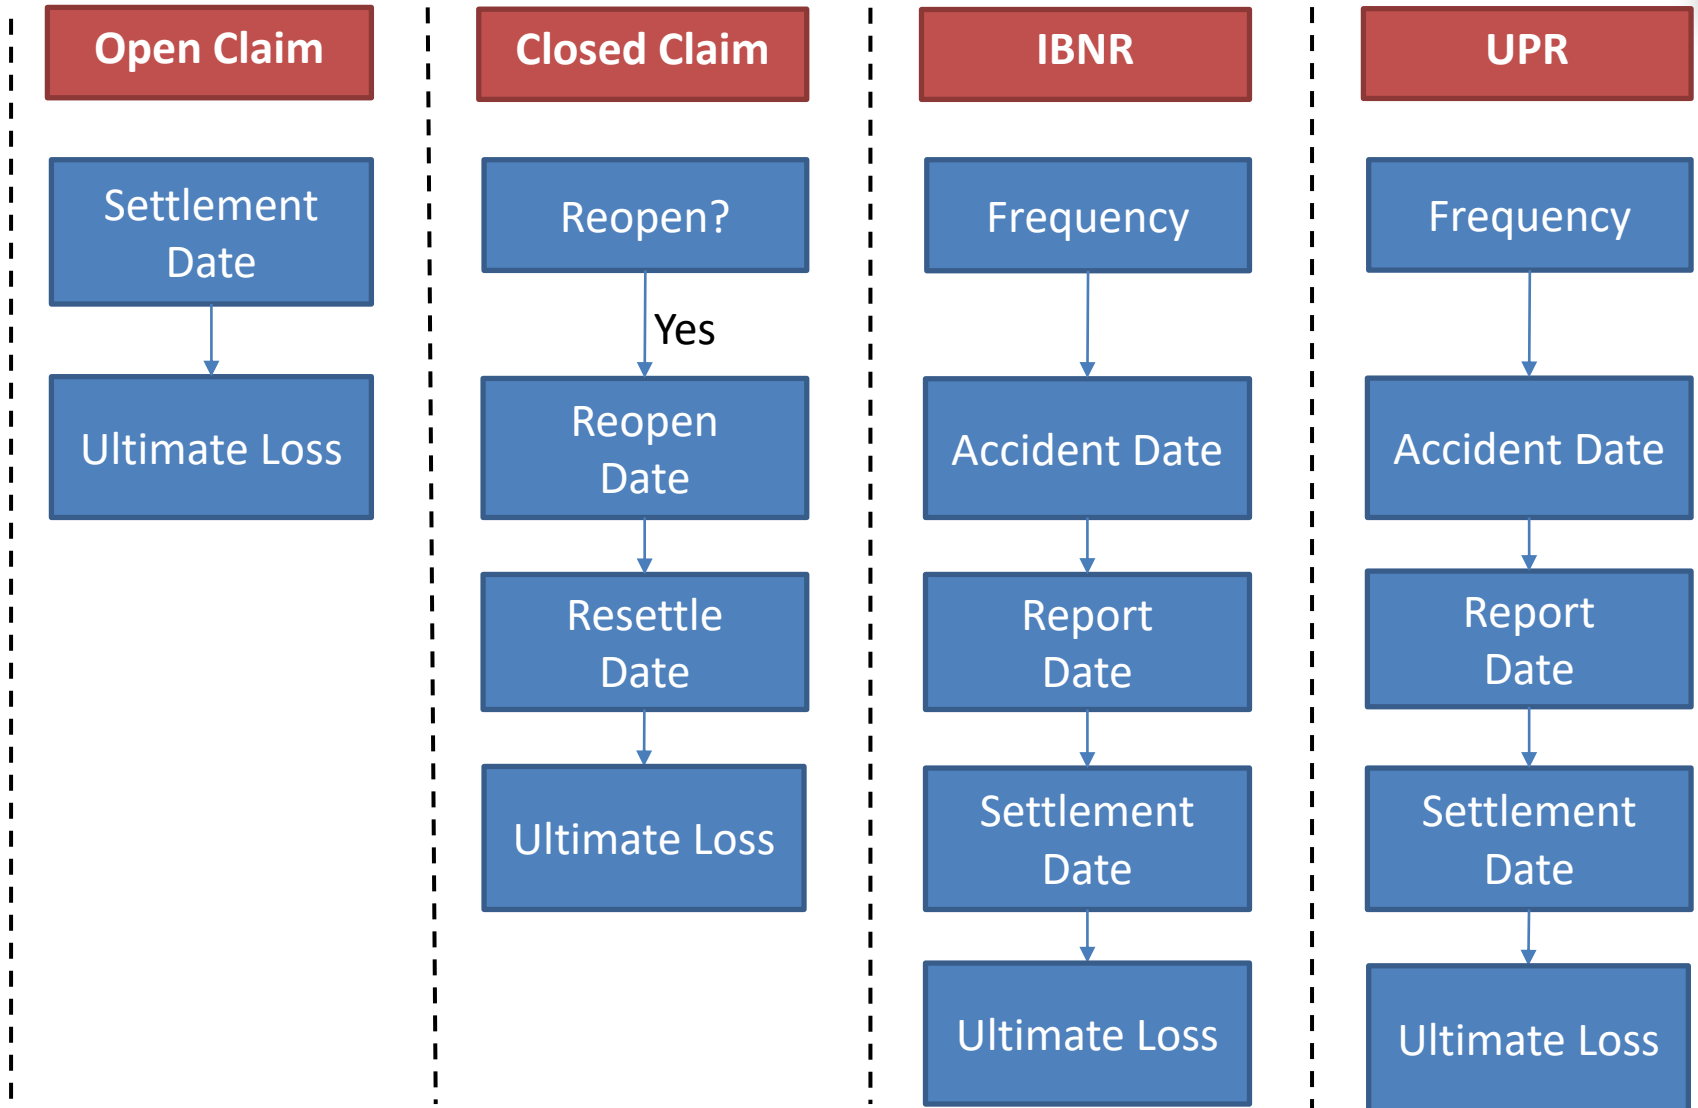 Open Claim
Settlement
Date
Ultimate Loss
Closed Claim
Reopen?
Yes
Reopen
Date
Resettle
Date
Ultimate Loss
IBNR
Frequency
Accident Date
Report
Date
Settlement
Date
Ultimate Loss
UPR
Frequency
Accident Date
Report
Date
Settlement
Date
Ultimate Loss